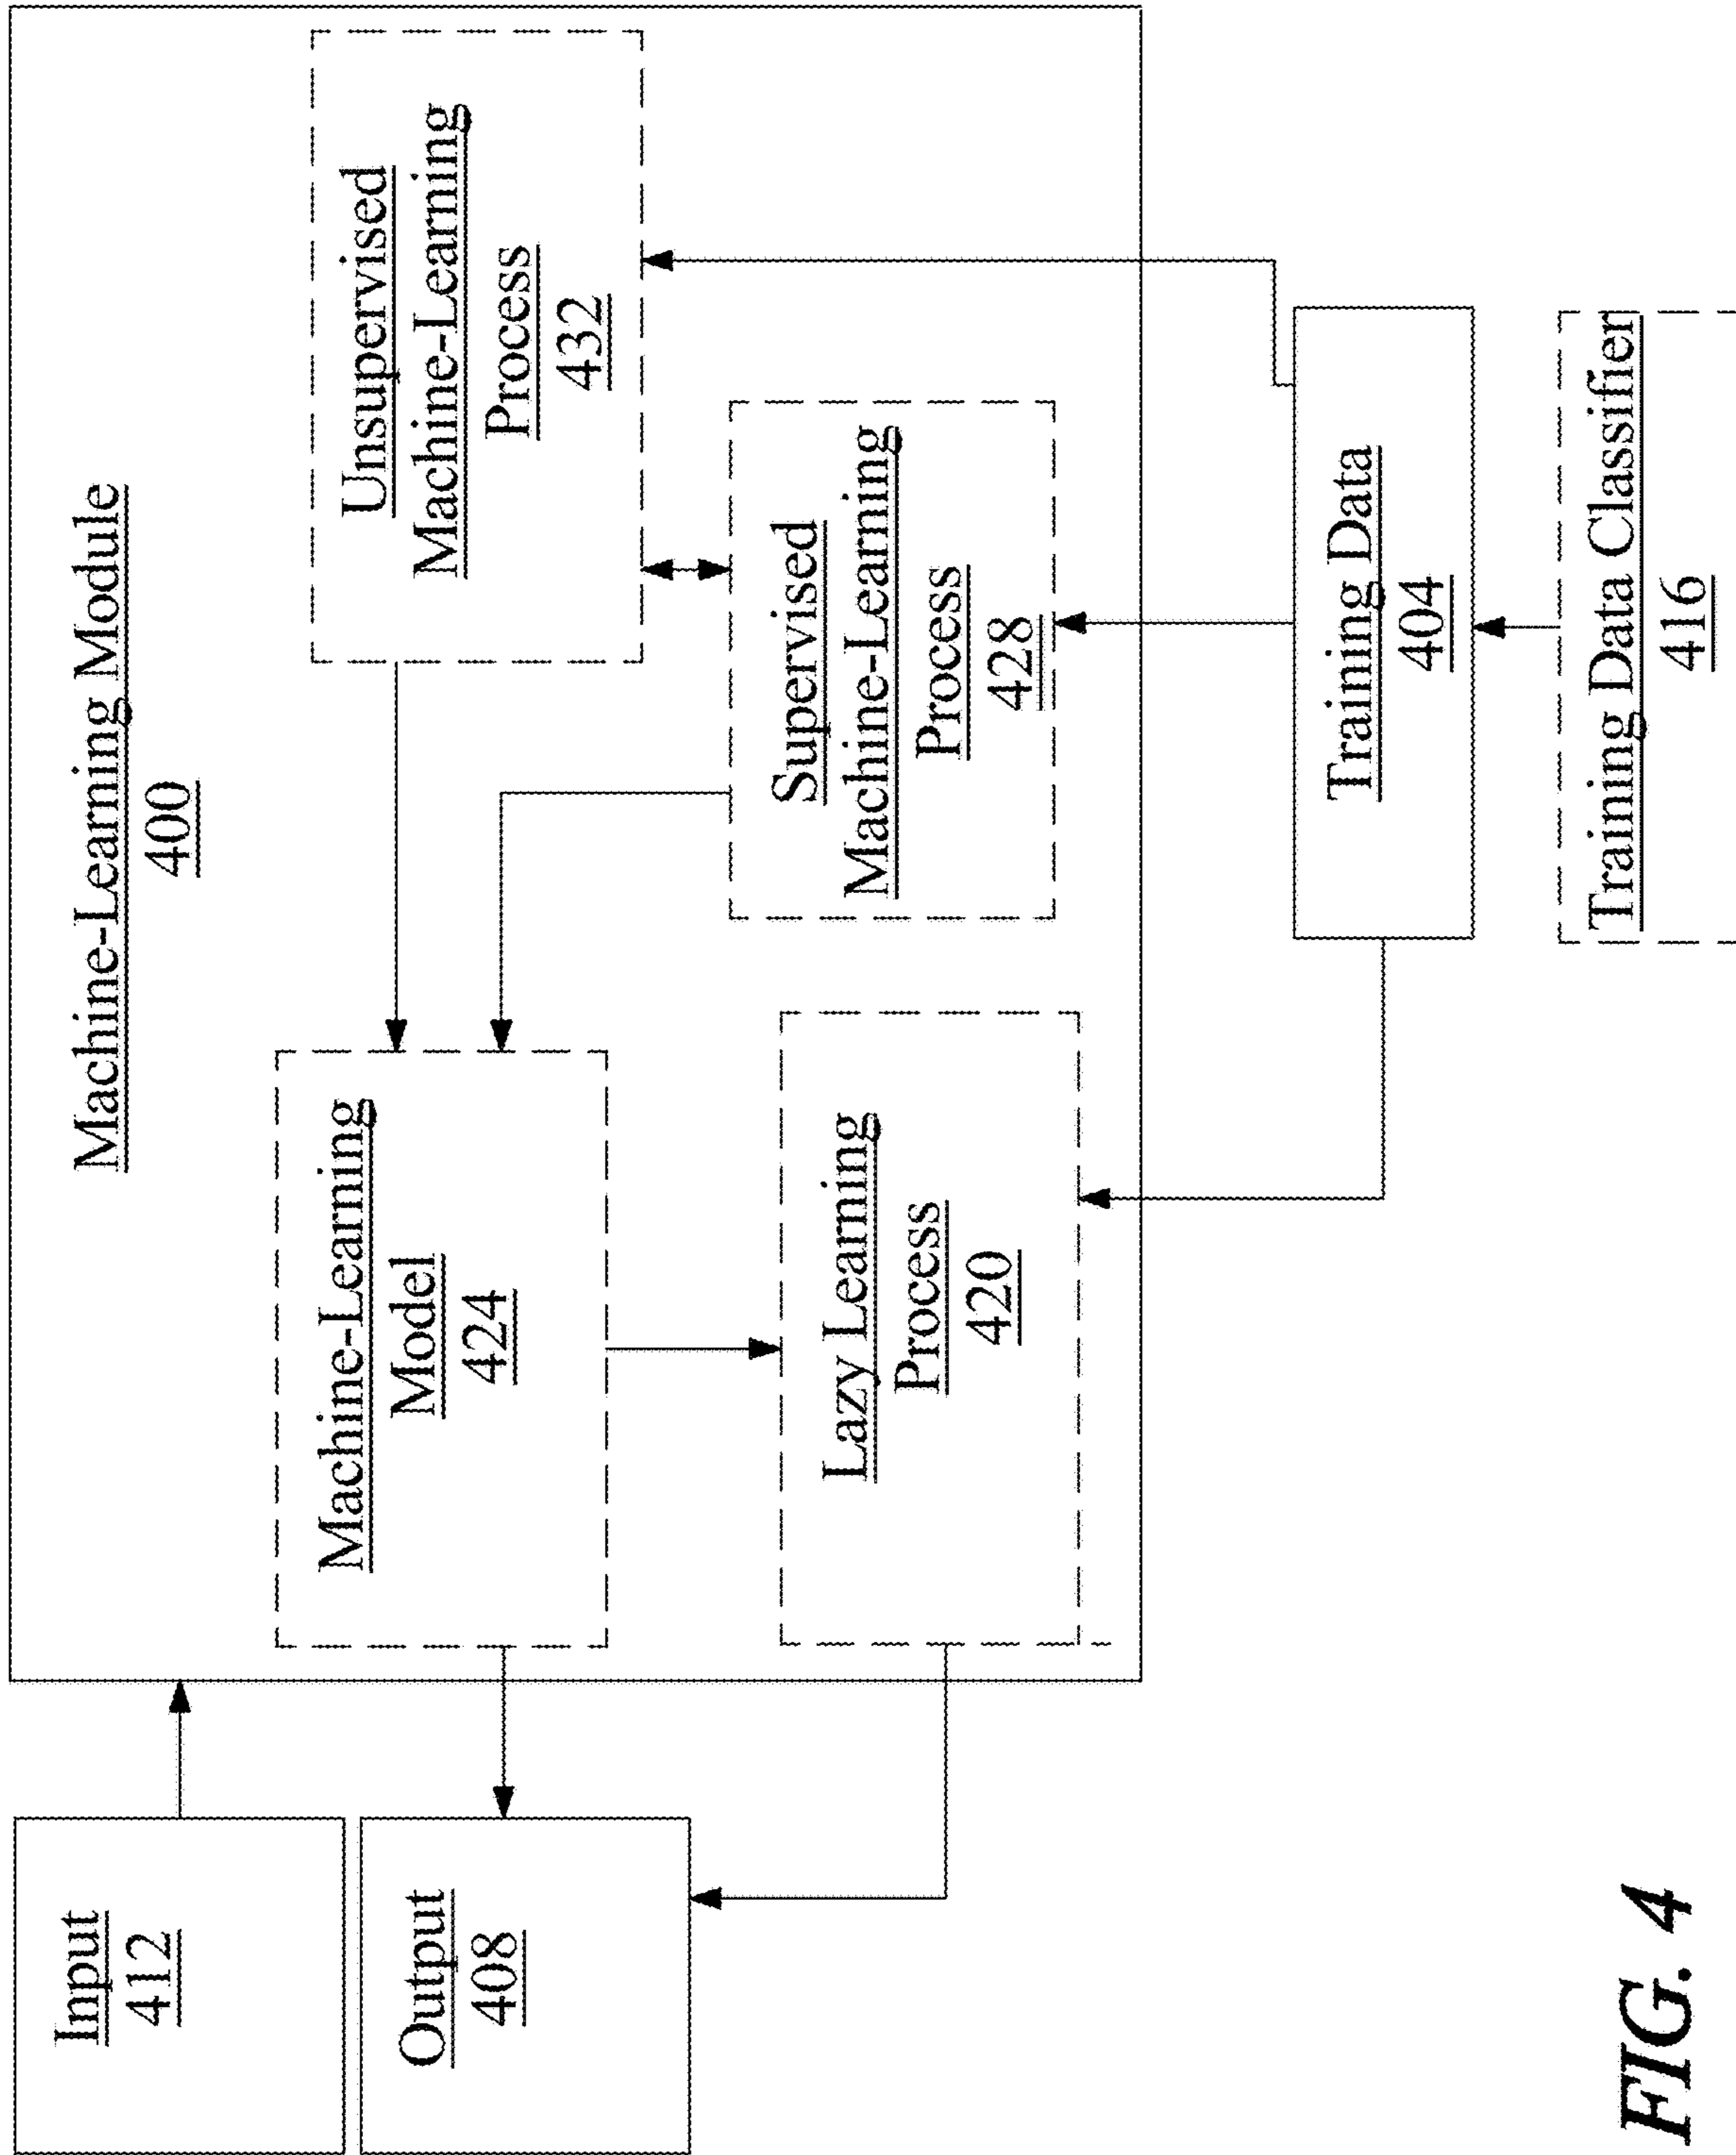 Machine-Learning Module
400
Input
412
Output
408
Machine-Learning
Model
424
Unsupervised
Machine-Learning
Process
432
Lazy Learning
Process
420
Supervised
Machine-Learning
Process
428
Training Data
404
Training Data Classifier
416
FIG. 4